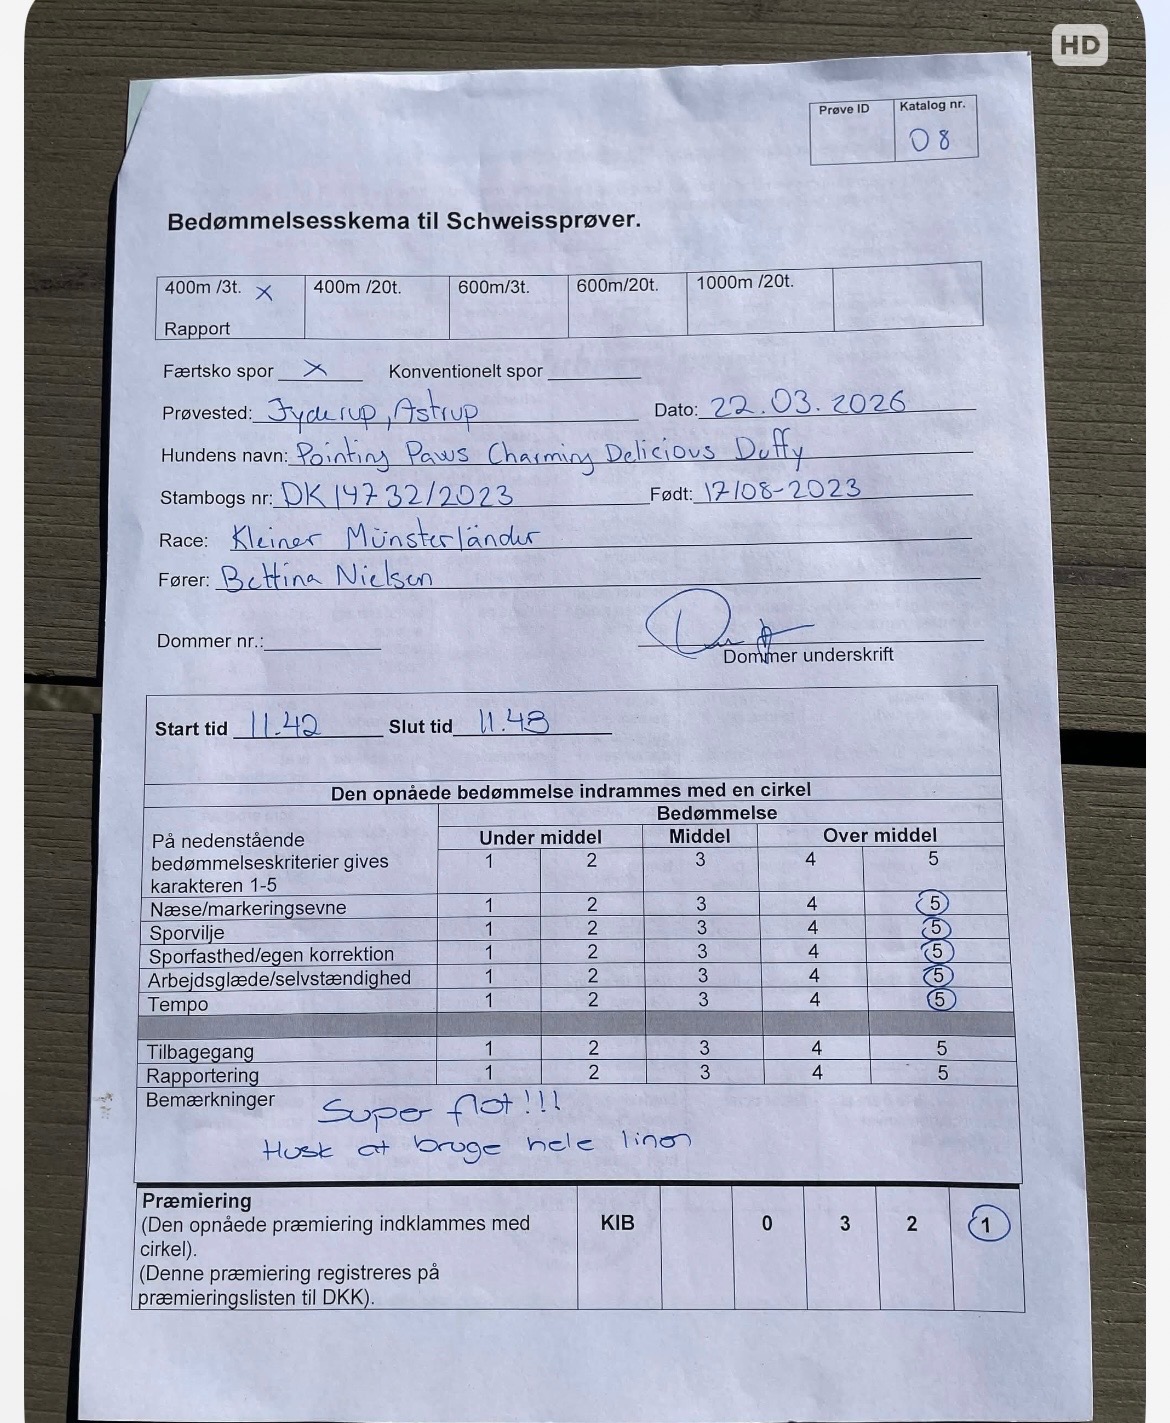 HD
Prøve ID Katalog nr.
08
Bedømmelsesskema til Schweissprøver.
400m /3t. X 400m /20t. 600m/3t. 600m/20t. 1000m /20t.
Rapport
Færtsko spor X Konventionelt spor
Prøvested: Jyderup, Astrup Dato: 22.03.2026
Hundens navn: Pointing Paws Charming Delicious Duffy
Stambogs nr: DK14732/2023 Født: 17/08-2023
Race: Kleiner Münsterländer
Fører: Bettina Nielsen
Dommer nr.:
Dommer underskrift
Start tid 11.42 Slut tid 11.48
Den opnåede bedømmelse indrammes med en cirkel
Bedømmelse
På nedenstående Under middel Middel Over middel
bedømmelseskriterier gives 1 2 3 4 5
karakteren 1-5
Næse/markeringsevne 1 2 3 4 5
Sporvilje 1 2 3 4 5
Sporfasthed/egen korrektion 1 2 3 4 5
Arbejdsglæde/selvstændighed 1 2 3 4 5
Tempo 1 2 3 4 5
Tilbagegang 1 2 3 4 5
Rapportering 1 2 3 4 5
Bemærkninger Super flot!!!
Husk at bruge hele linen
Præmiering
(Den opnåede præmiering indklammes med KIB 0 3 2 1
cirkel).
(Denne præmiering registreres på
præmieringslisten til DKK).